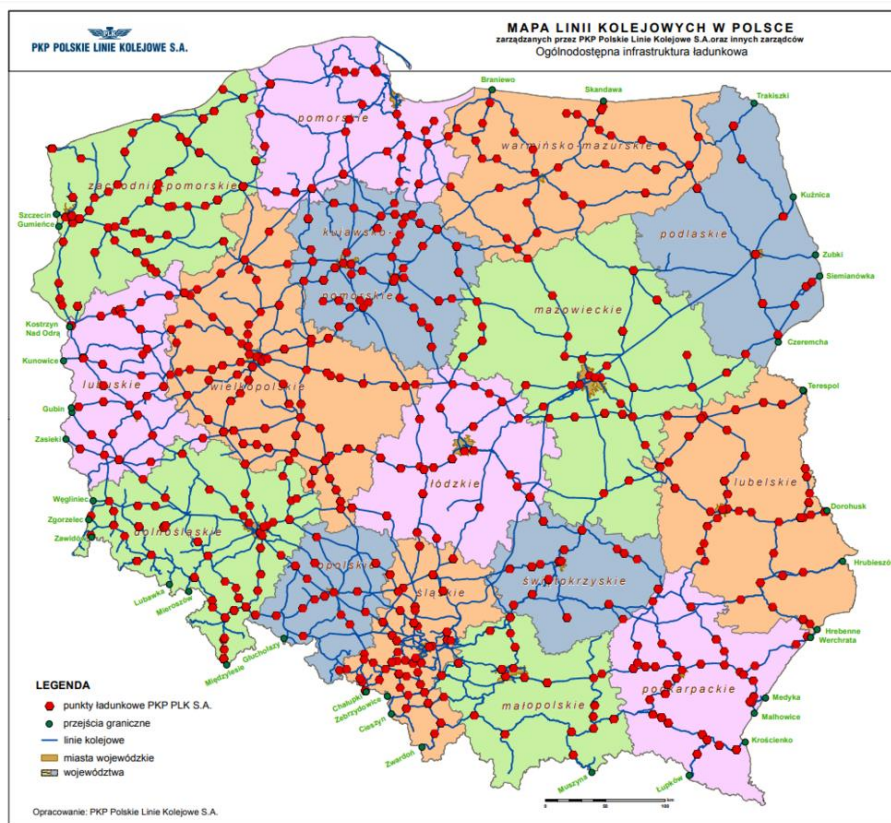 PKP POLSKIE LINIE KOLEJOWE S.A.
MAPA LINII KOLEJOWYCH W POLSCE
zarządzanych przez PKP Polskie Linie Kolejowe S.A.oraz innych zarządców
Ogólnodostępna infrastruktura ładunkowa
Braniewo
Skandawa
Trakiszki
pomorskie
warmińsko-mazurskie
zachodnio-pomorskie
Kuźnica
Szczecin
Gumieńce
kujawsko-
pomorskie
podlaskie
Zubki
Siemianówka
mazowieckie
Kostrzyn
Nad Odrą
Czeremcha
Kunowice
lubuskie
wielkopolskie
Terespol
Gubin
Zasieki
łódzkie
lubelskie
Węgliniec
Zgorzelec
Zawidów
dolnośląskie
Dorohusk
opolskie
śląskie
świętokrzyskie
Hrubieszów
Lubawka
Mieroszów
Głuchołazy
Międzylesie
Hrebenne
Werchrata
podkarpackie
małopolskie
Chałupki
Zebrzydowice
Cieszyn
Zwardoń
Medyka
Malhowice
Krościenko
Muszyna
Łupków
LEGENDA
punkty ładunkowe PKP PLK S.A.
przejścia graniczne
linie kolejowe
miasta wojewódzkie
województwa
Opracowanie: PKP Polskie Linie Kolejowe S.A.